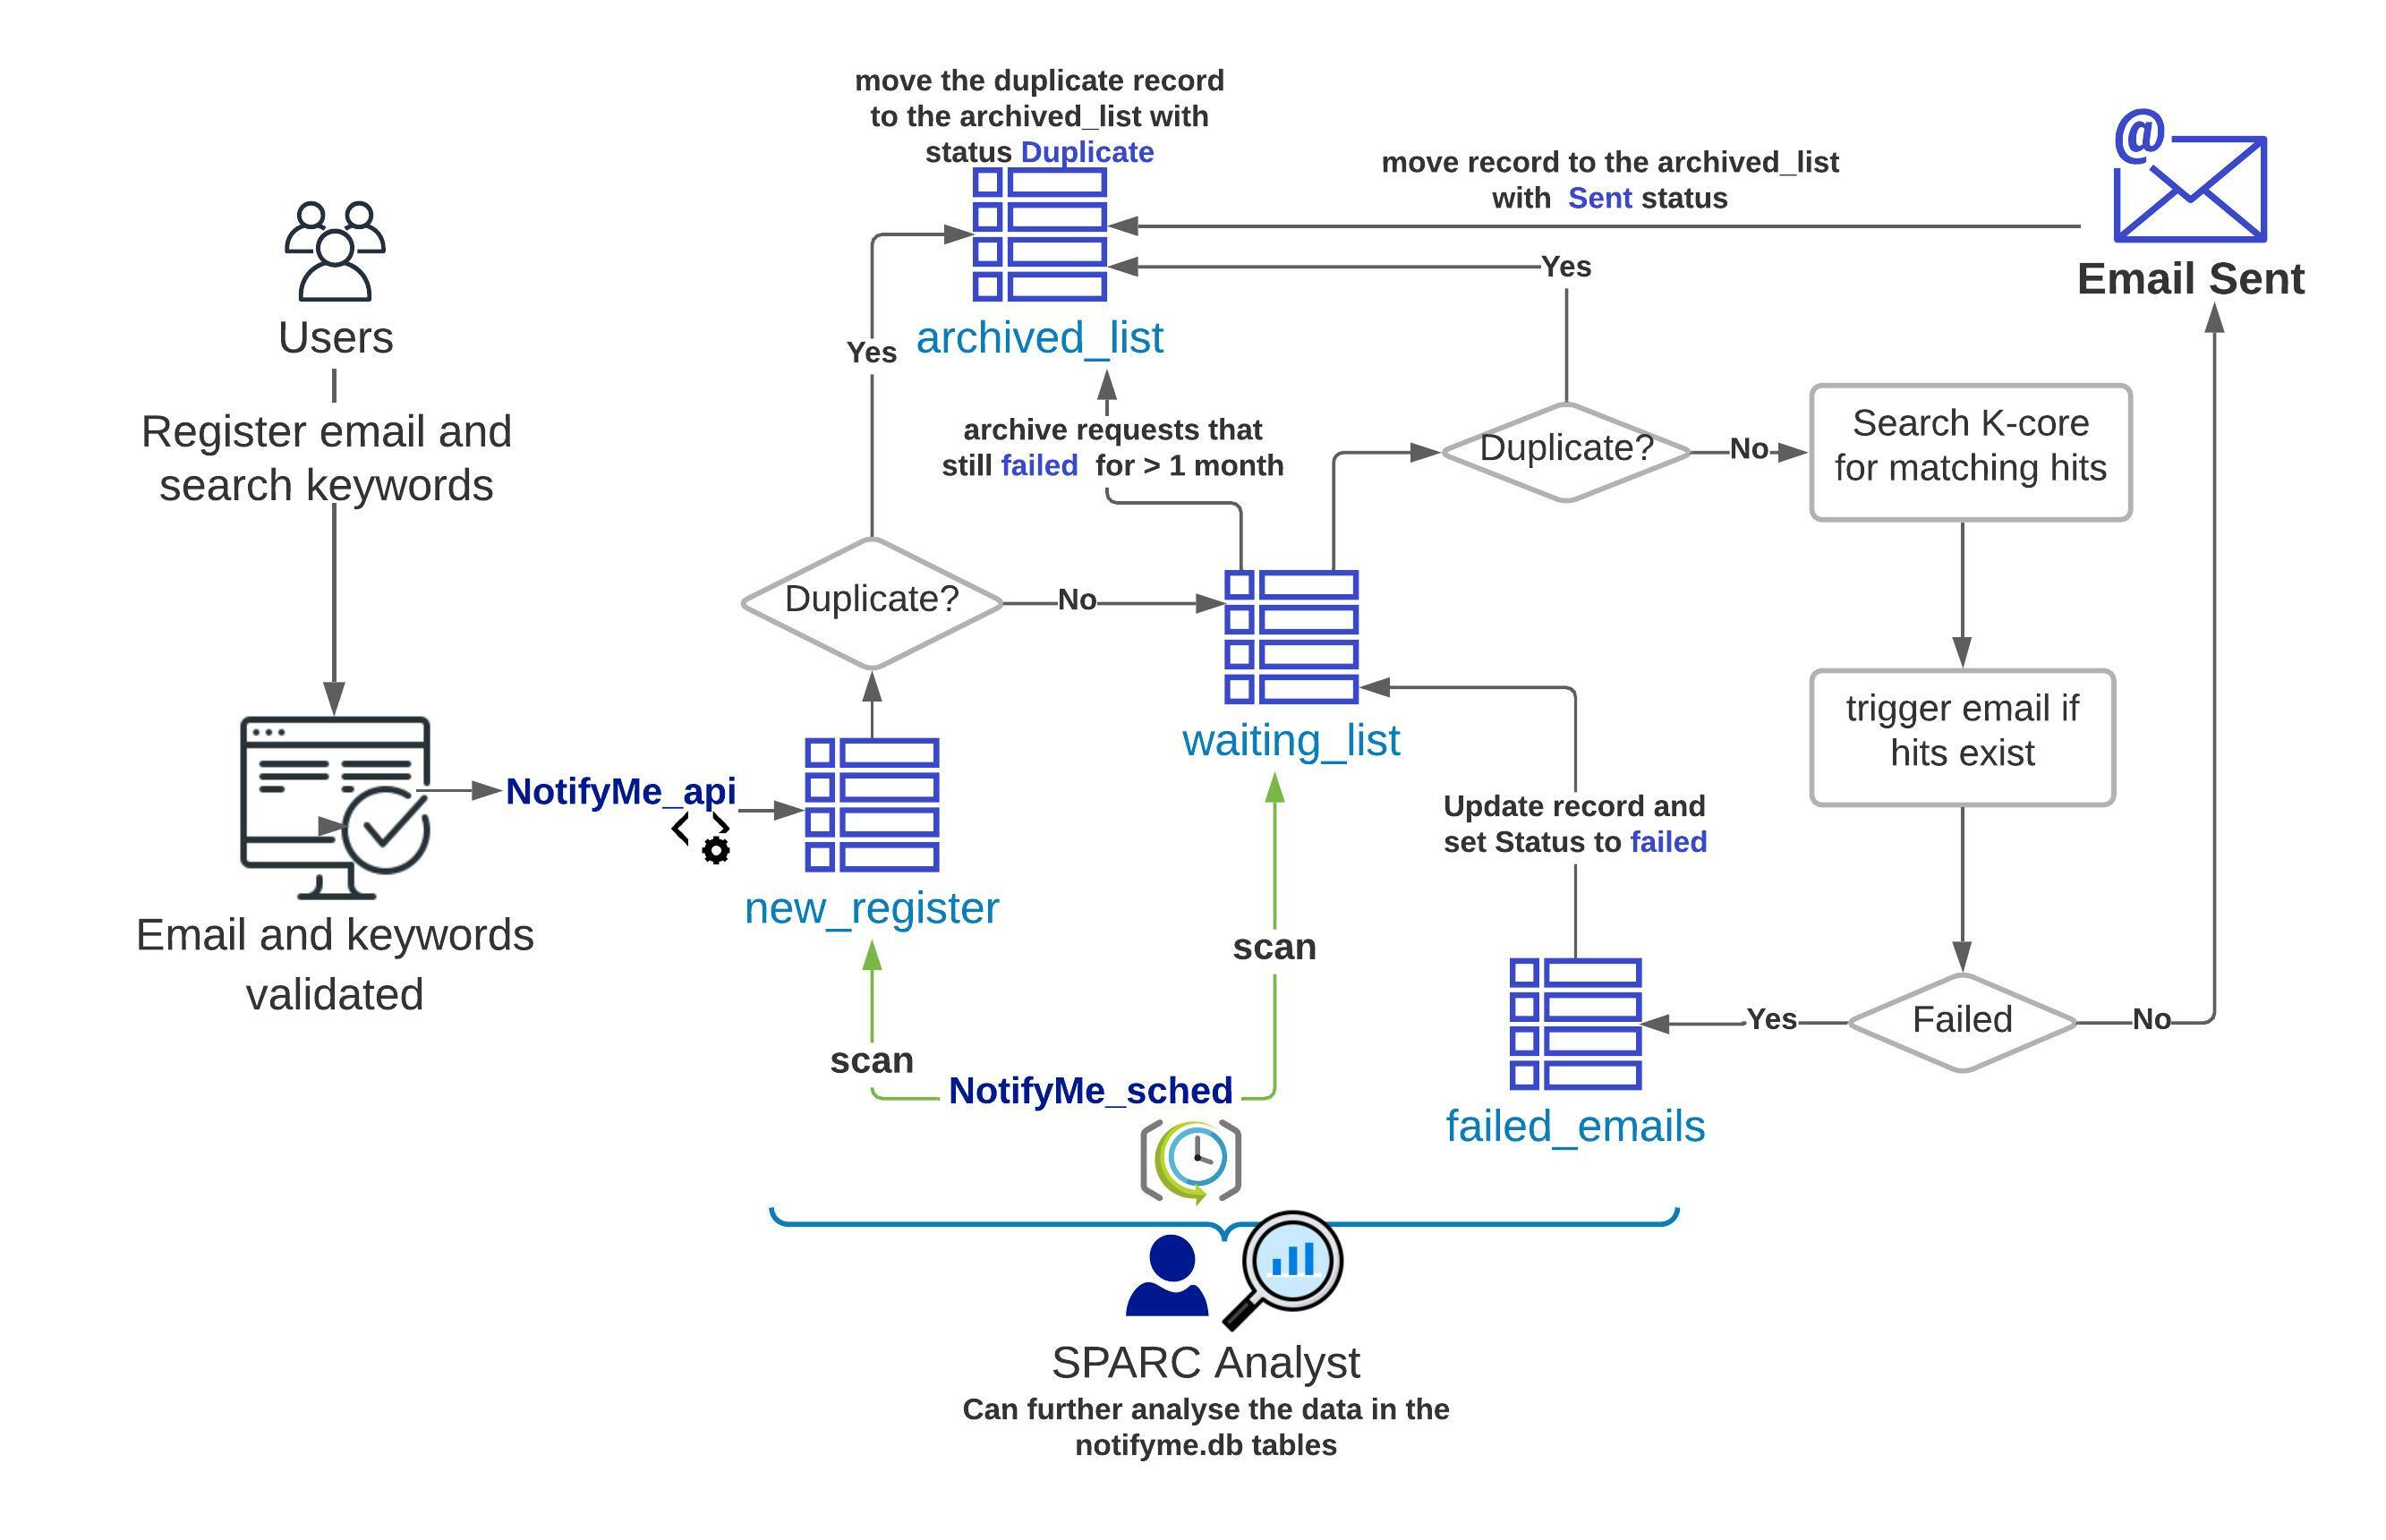 move the duplicate record
to the archived_list with
status Duplicate
move record to the archived_list
with Sent status
@
Email Sent
Yes
Users
archived_list
Yes
Register email and
search keywords
archive requests that
still failed for > 1 month
Duplicate?
No
Search K-core
for matching hits
Duplicate?
No
waiting_list
trigger email if
hits exist
NotifyMe_api
new_register
Update record and
set Status to failed
Email and keywords
validated
scan
scan
NotifyMe_sched
Yes
Failed
No
failed_emails
SPARC Analyst
Can further analyse the data in the
notifyme.db tables